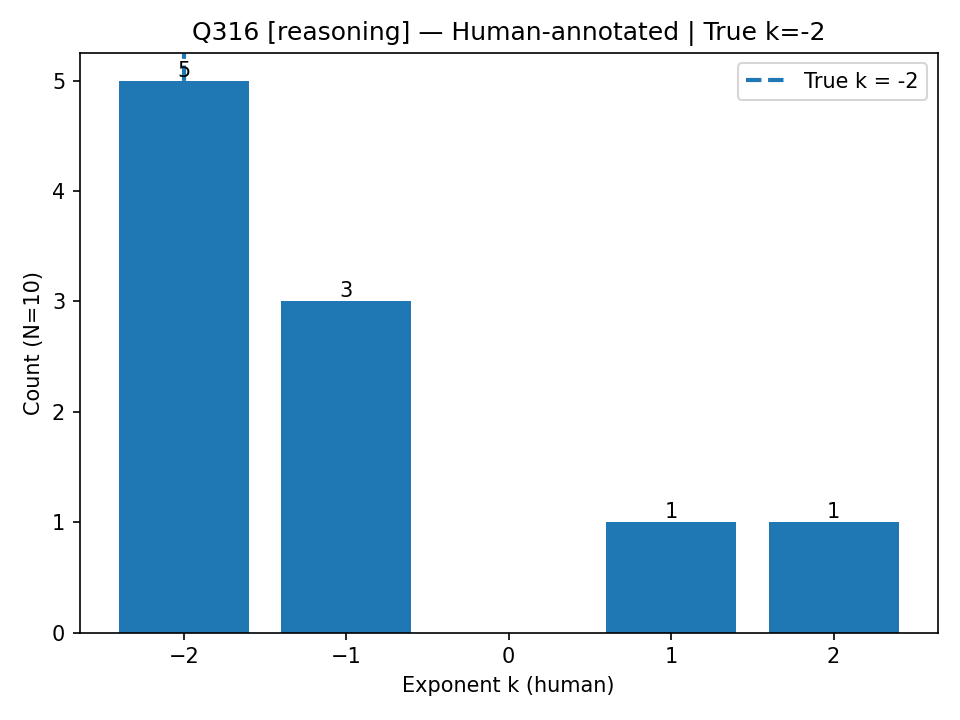 Q316 [reasoning] — Human-annotated | True k=-2
True k = -2
5
3
1
1
Count (N=10)
5
4
3
2
1
0
−2 −1 0 1 2
Exponent k (human)